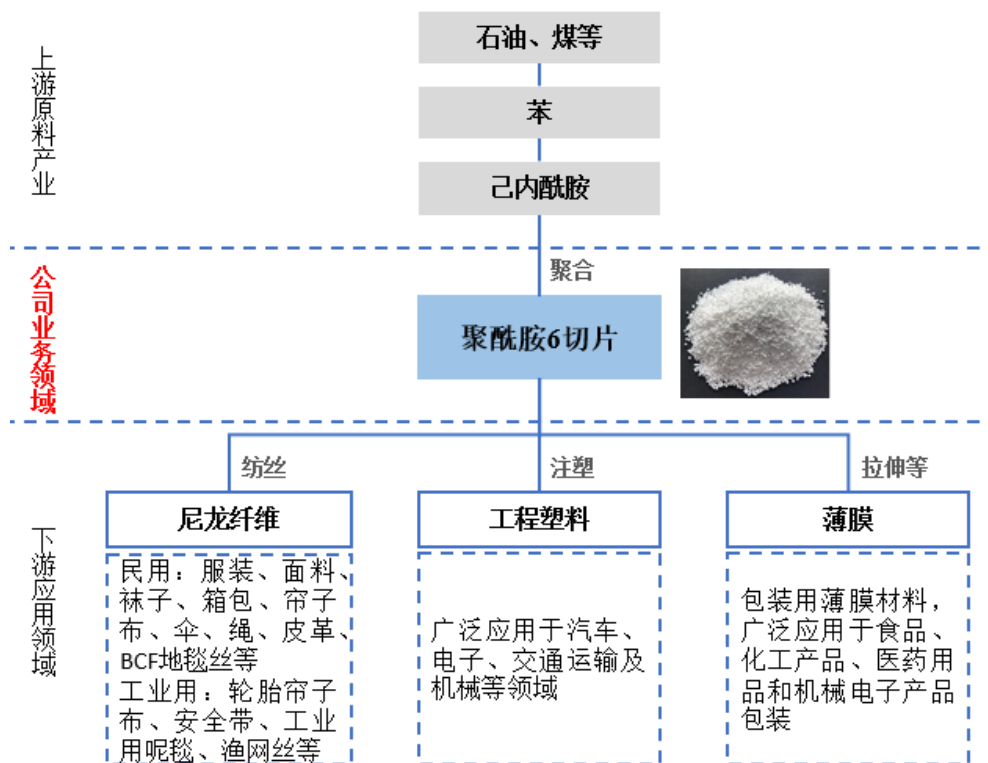 上游原料产业
石油、煤等
苯
己内酰胺
公司业务领域
聚合
聚酰胺6切片
下游应用领域
纺丝
注塑
拉伸等
尼龙纤维
工程塑料
薄膜
民用：服装、面料、
袜子、箱包、帘子
布、伞、绳、皮革、
BCF地毯丝等
工业用：轮胎帘子
布、安全带、工业
用呢毯、渔网丝等
广泛应用于汽车、
电子、交通运输及
机械等领域
包装用薄膜材料，
广泛应用于食品、
化工产品、医药用
品和机械电子产品
包装